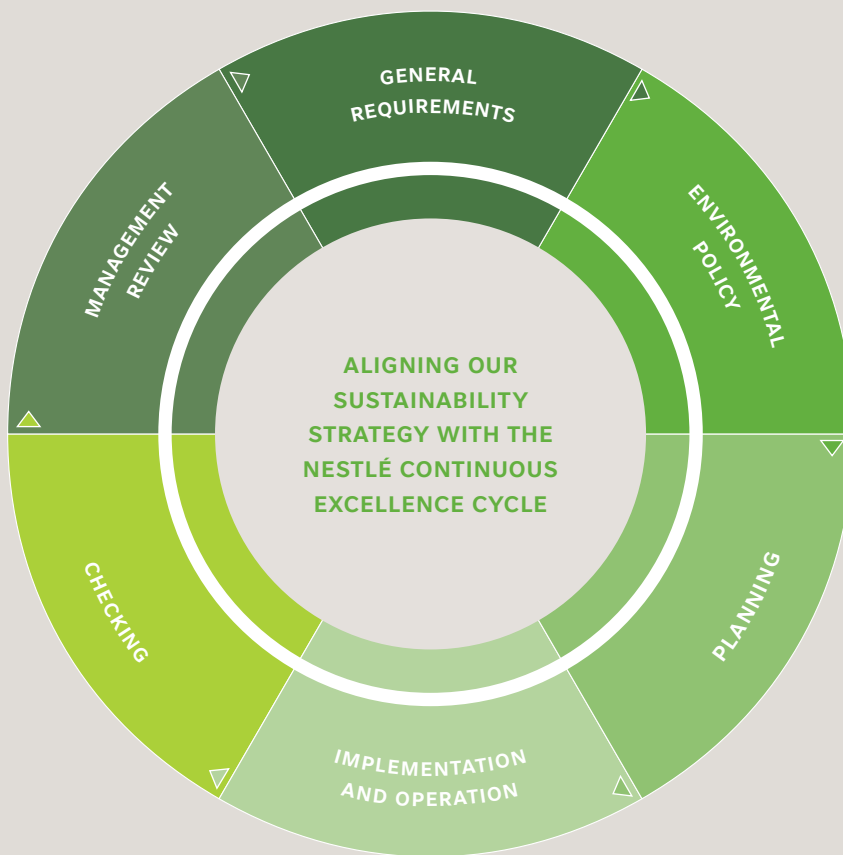 GENERAL
REQUIREMENTS
ENVIRONMENTAL
POLICY
PLANNING
IMPLEMENTATION
AND OPERATION
CHECKING
MANAGEMENT
REVIEW
ALIGNING OUR
SUSTAINABILITY
STRATEGY WITH THE
NESTLÉ CONTINUOUS
EXCELLENCE CYCLE